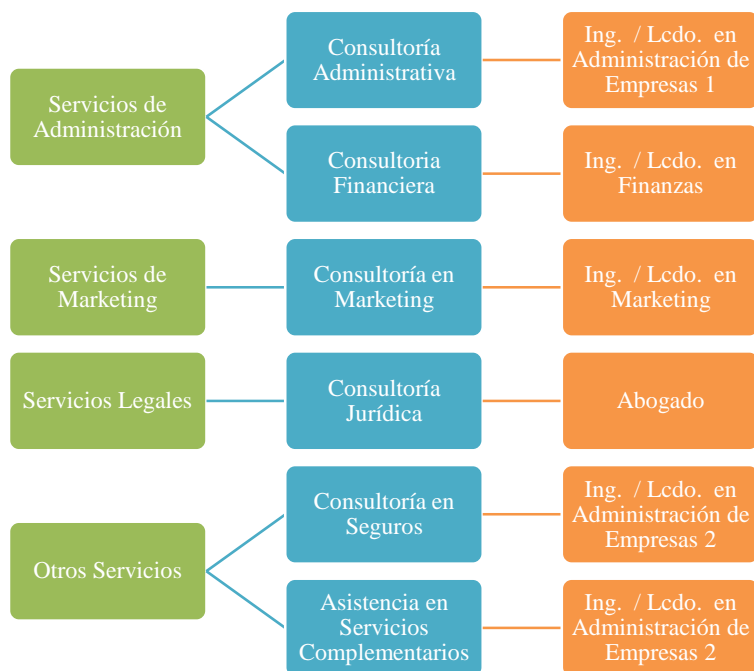 Servicios de
Administración
Consultoría
Administrativa
Ing. / Lcdo. en
Administración de
Empresas 1
Consultoria
Financiera
Ing. / Lcdo. en
Finanzas
Servicios de
Marketing
Consultoría en
Marketing
Ing. / Lcdo. en
Marketing
Servicios Legales
Consultoría
Jurídica
Abogado
Otros Servicios
Consultoría en
Seguros
Ing. / Lcdo. en
Administración de
Empresas 2
Asistencia en
Servicios
Complementarios
Ing. / Lcdo. en
Administración de
Empresas 2